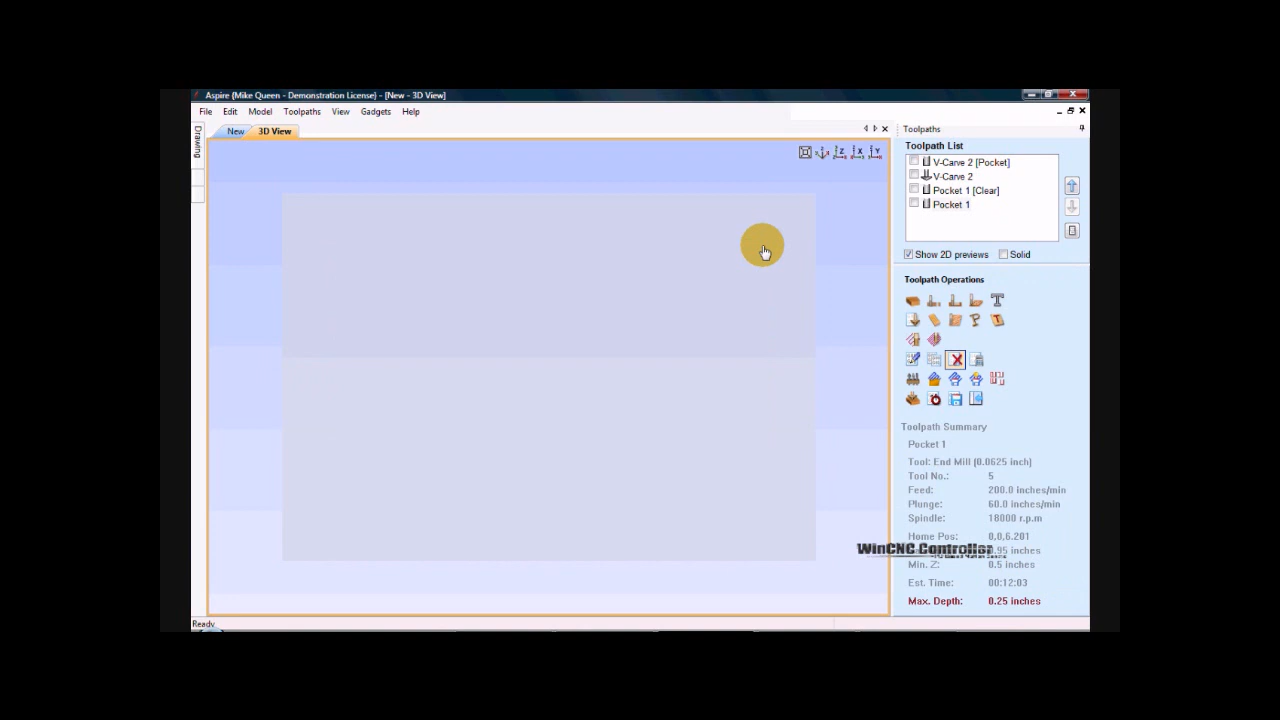 Aspire (Mike Queen - Demonstration License) - [New - 3D View]
File Edit Model Toolpaths View Gadgets Help
Drawing
New 3D View
Toolpaths
Toolpath List
V-Carve 2 [Pocket]
V-Carve 2
Pocket 1 [Clear]
Pocket 1
Show 2D previews Solid
Toolpath Operations
Toolpath Summary
Pocket 1
Tool: End Mill (0.0625 inch)
Tool No.: 5
Feed: 200.0 inches/min
Plunge: 60.0 inches/min
Spindle: 18000 r.p.m
Home Pos: 0,0,6.201
WinCNC Controller
0.95 inches
Min. Z: 0.5 inches
Est. Time: 00:12:03
Max. Depth: 0.25 inches
Ready